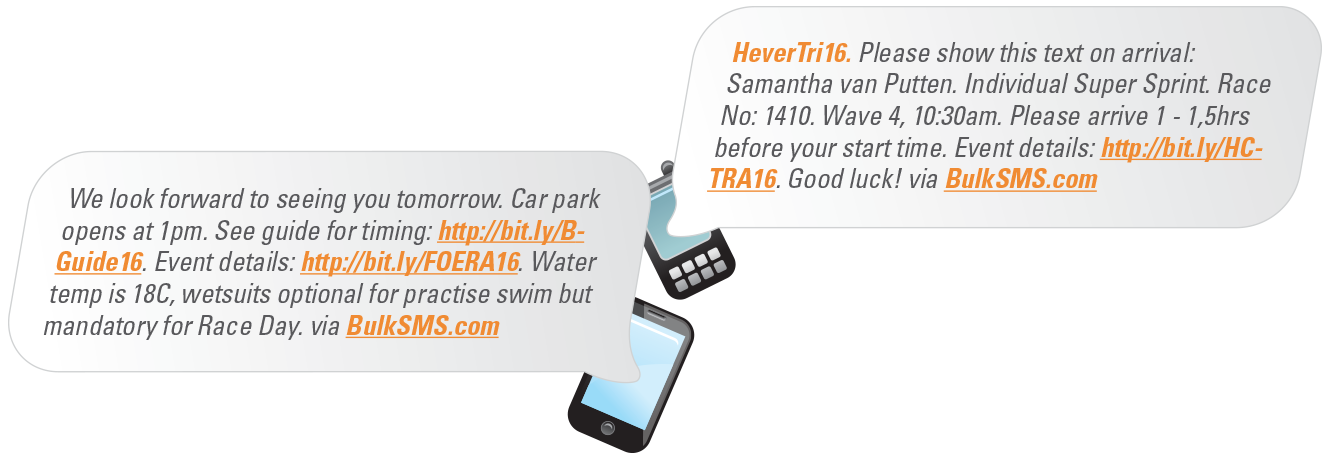 HeverTri16. Please show this text on arrival:
Samantha van Putten. Individual Super Sprint. Race
No: 1410. Wave 4, 10:30am. Please arrive 1 - 1,5hrs
before your start time. Event details: http://bit.ly/HC-
TRA16. Good luck! via BulkSMS.com
We look forward to seeing you tomorrow. Car park
opens at 1pm. See guide for timing: http://bit.ly/B-
Guide16. Event details: http://bit.ly/FOERA16. Water
temp is 18C, wetsuits optional for practise swim but
mandatory for Race Day. via BulkSMS.com